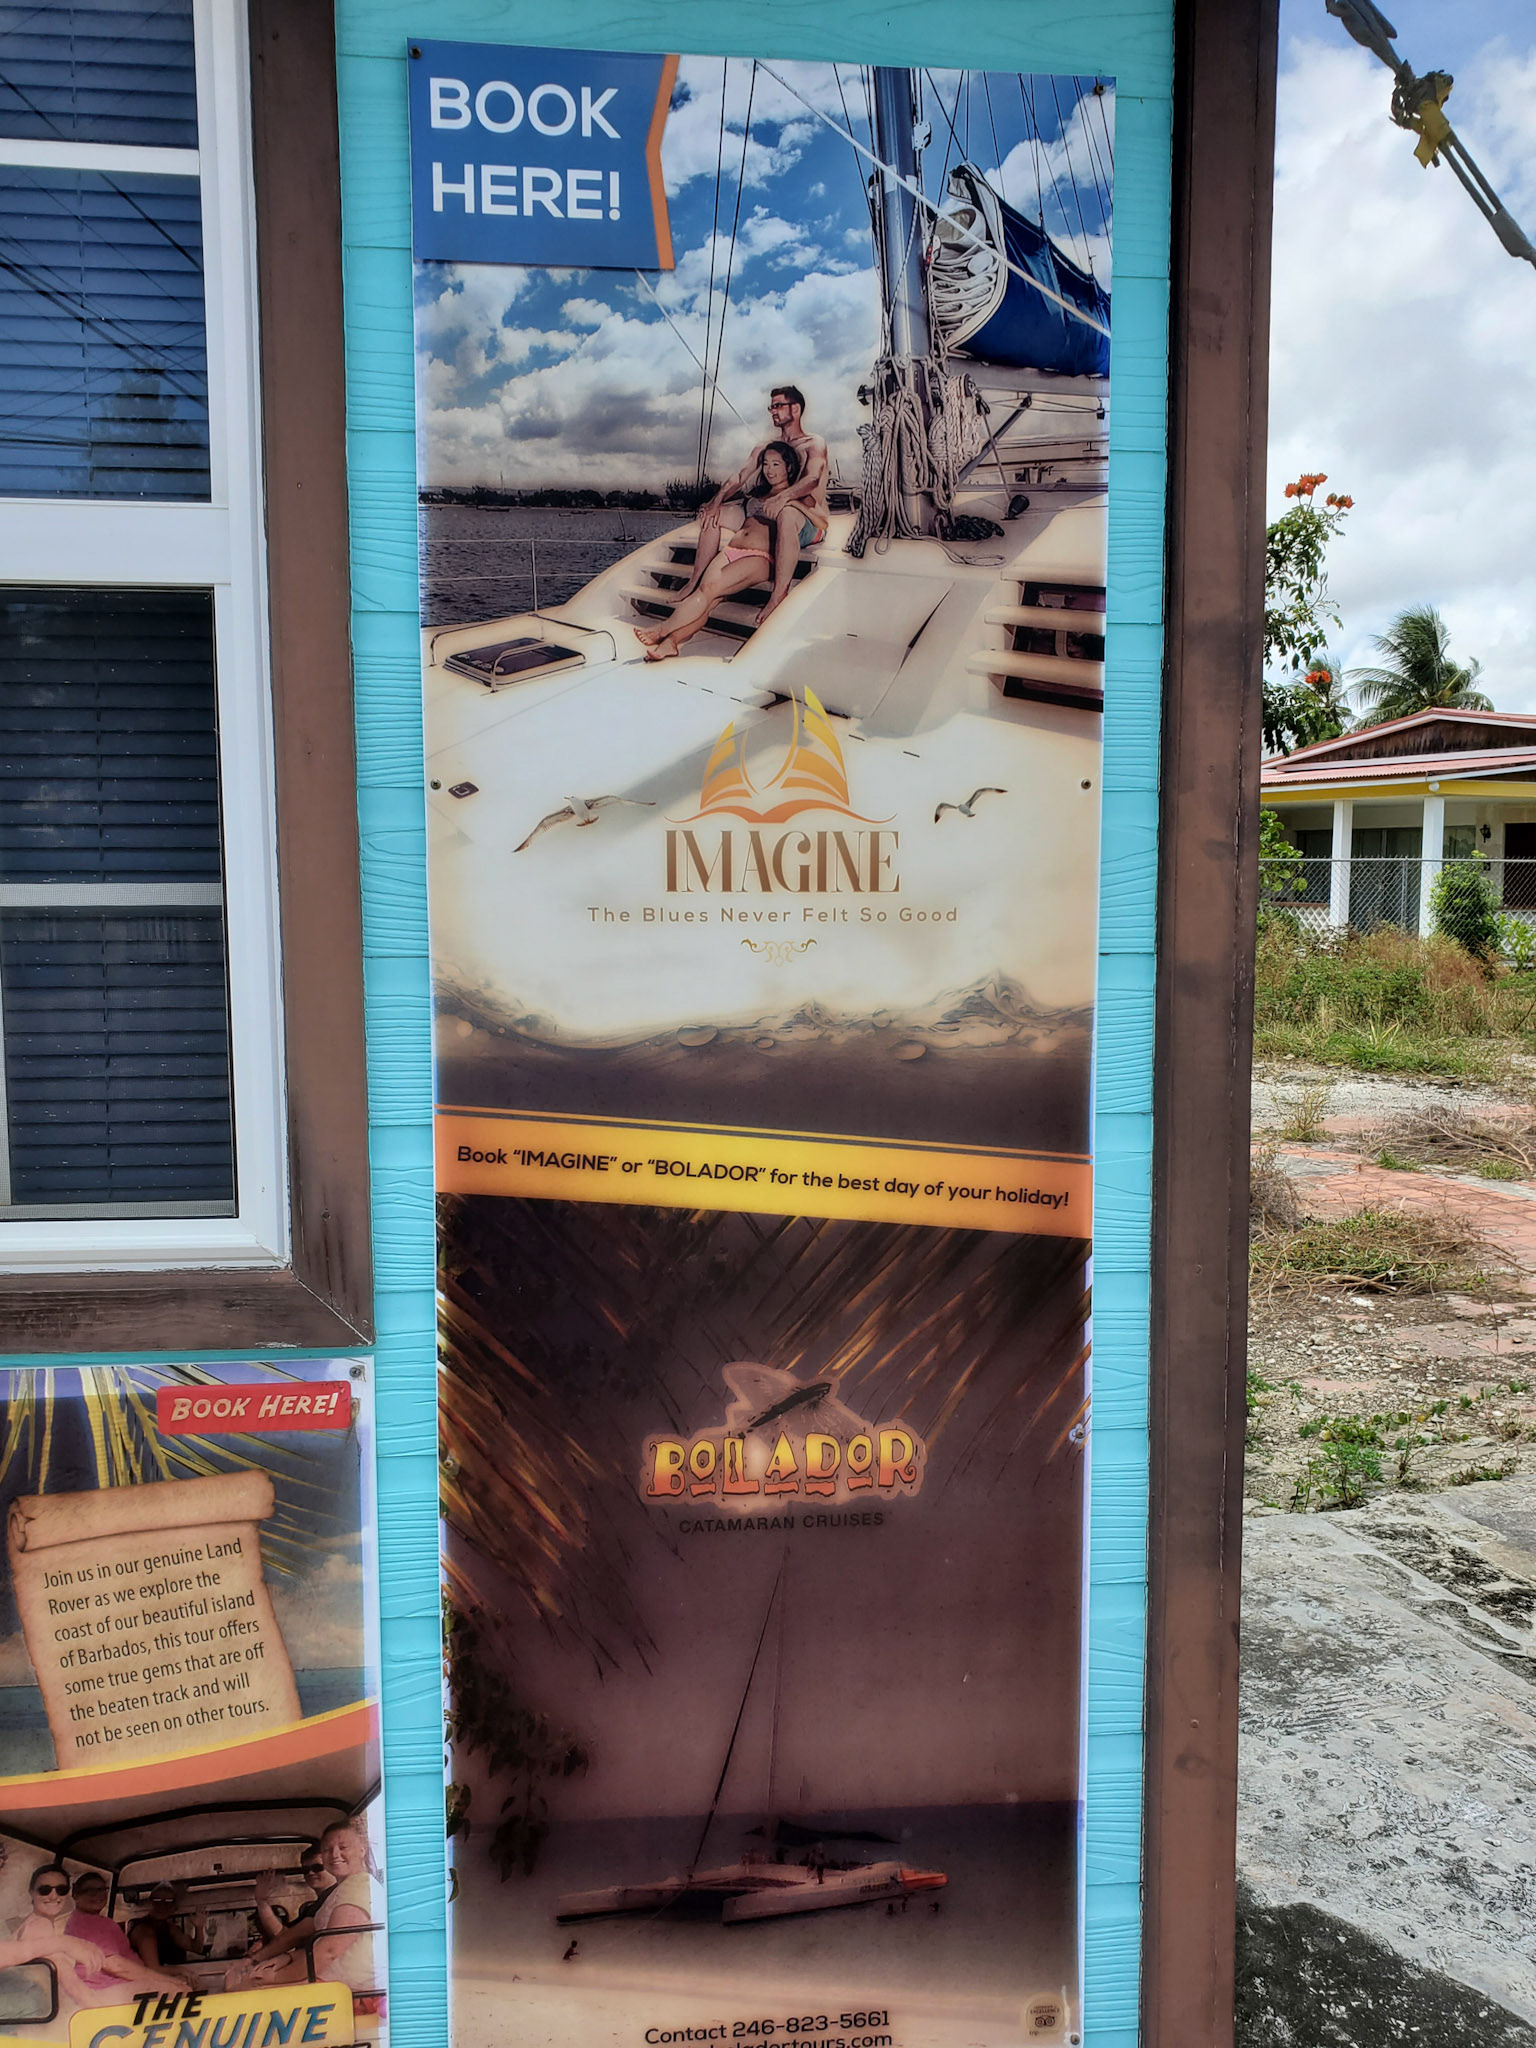 BOOK
HERE!
IMAGINE
The Blues Never Felt So Good
Book “IMAGINE” or “BOLADOR” for the best day of your holiday!
BOLADOR
CATAMARAN CRUISES
Contact 246-823-5661
BOOK HERE!
Join us in our genuine Land
Rover as we explore the
coast of our beautiful island
of Barbados, this tour offers
some true gems that are off
the beaten track and will
not be seen on other tours.
THE
GENUINE